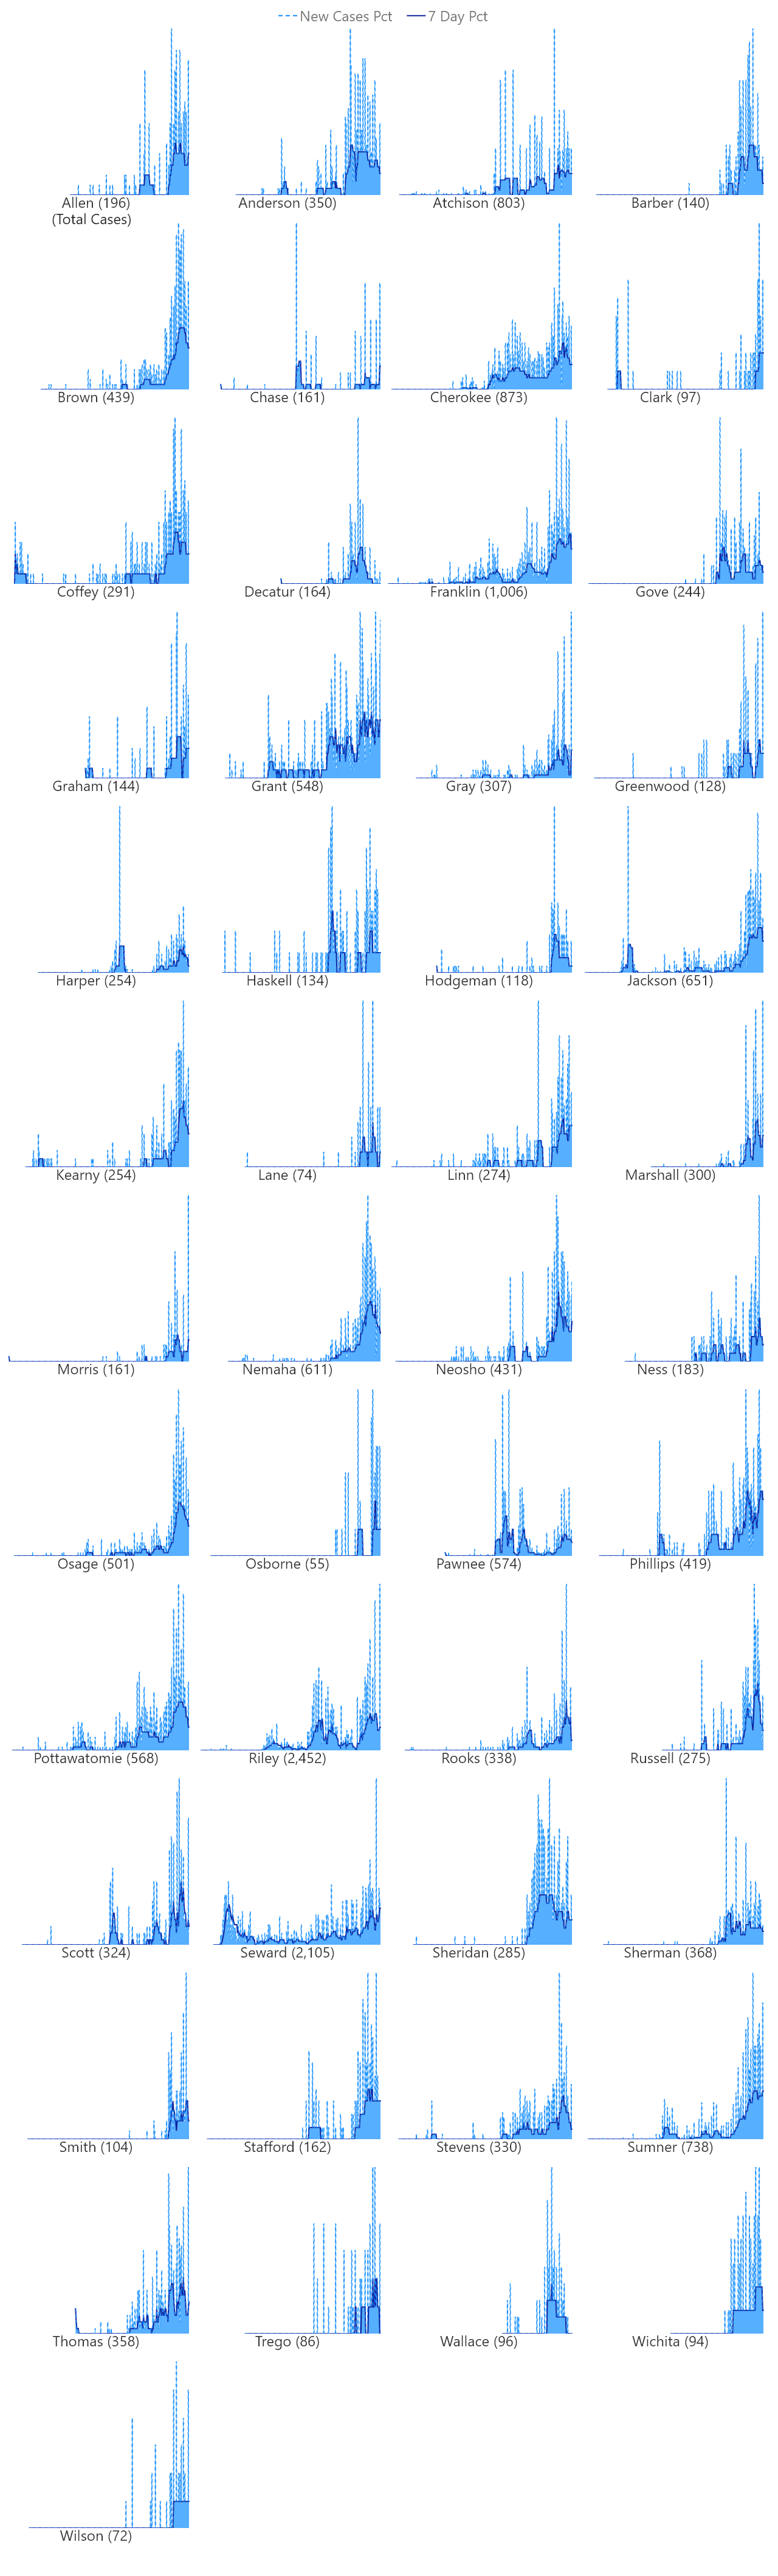 New Cases Pct 7 Day Pct
Allen (196) Anderson (350) Atchison (803) Barber (140)
(Total Cases)
Brown (439) Chase (161) Cherokee (873) Clark (97)
Coffey (291) Decatur (164) Franklin (1,006) Gove (244)
Graham (144) Grant (548) Gray (307) Greenwood (128)
Harper (254) Haskell (134) Hodgeman (118) Jackson (651)
Kearny (254) Lane (74) Linn (274) Marshall (300)
Morris (161) Nemaha (611) Neosho (431) Ness (183)
Osage (501) Osborne (55) Pawnee (574) Phillips (419)
Pottawatomie (568) Riley (2,452) Rooks (338) Russell (275)
Scott (324) Seward (2,105) Sheridan (285) Sherman (368)
Smith (104) Stafford (162) Stevens (330) Sumner (738)
Thomas (358) Trego (86) Wallace (96) Wichita (94)
Wilson (72)